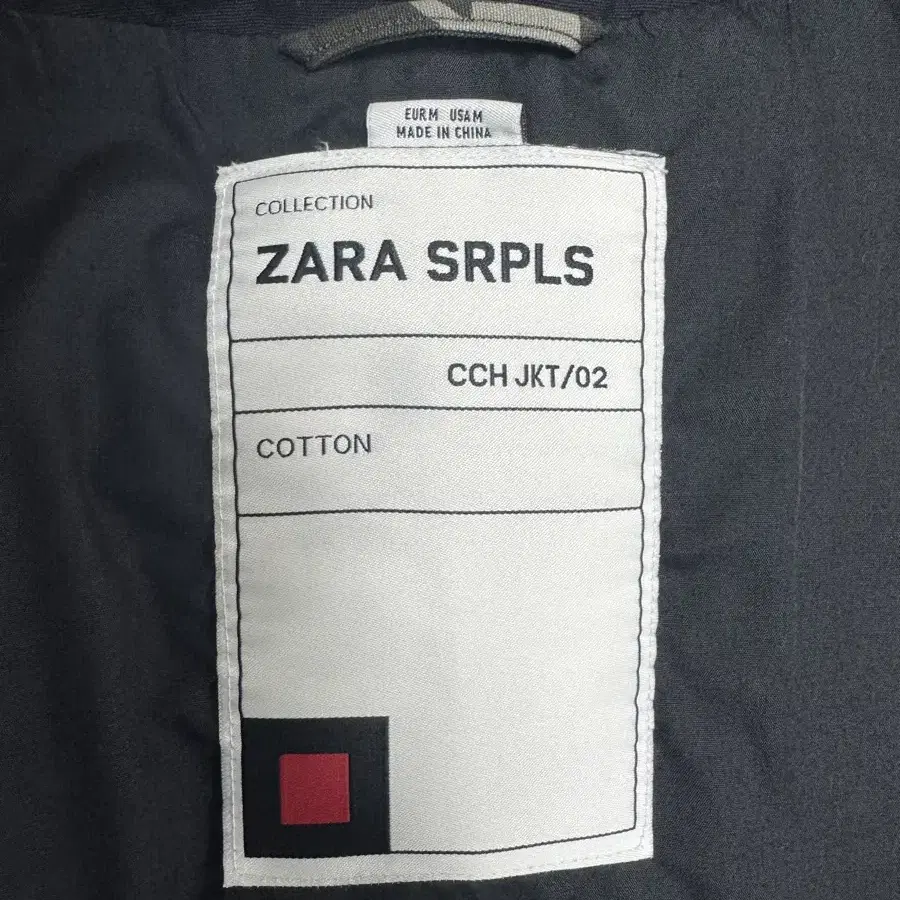 EUR M USA M
MADE IN CHINA
COLLECTION
ZARA SRPLS
CCH JKT/02
COTTON